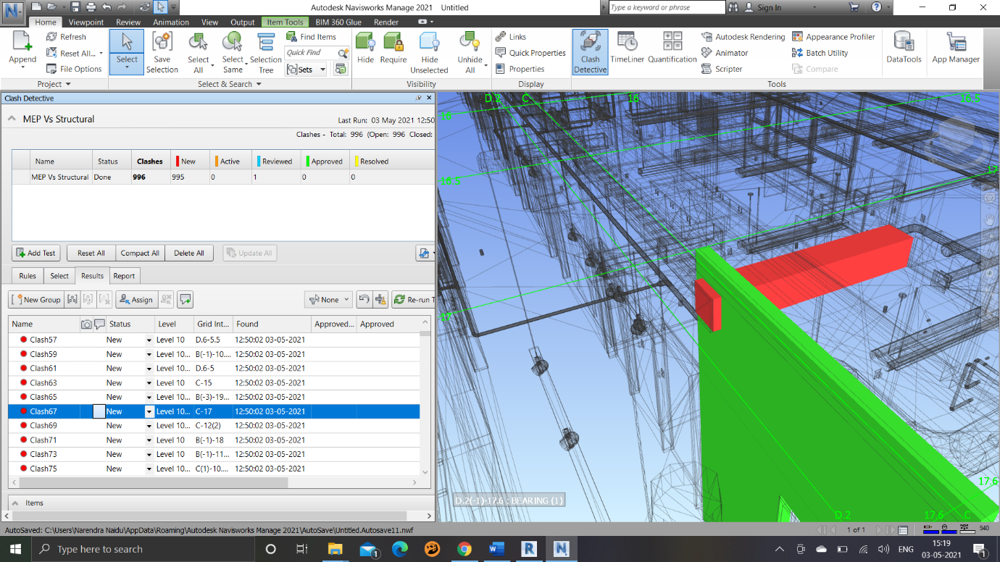 Autodesk Navisworks Manage 2021 Untitled
Type a keyword or phrase
Sign In
Home Viewpoint Review Animation View Output Item Tools BIM 360 Glue Render
Append
Refresh
Reset All...
File Options
Project
Select
Save Selection
Select All
Select Same
Selection Tree
Find Items
Quick Find
Sets
Select & Search
Hide
Require
Hide Unselected
Unhide All
Visibility
Links
Quick Properties
Properties
Display
Clash Detective
TimeLiner
Quantification
Autodesk Rendering
Animator
Scripter
Appearance Profiler
Batch Utility
Compare
Tools
DataTools
App Manager
Clash Detective
MEP Vs Structural
Last Run: 03 May 2021 12:50
Clashes - Total: 996 (Open: 996 Closed:
Name Status Clashes New Active Reviewed Approved Resolved
MEP Vs Structural Done 996 995 0 1 0 0
Add Test Reset All Compact All Delete All Update All
Rules Select Results Report
New Group Assign None Re-run T
Name Status Level Grid Int... Found Approved... Approved
Clash57 New Level 10 D.6-5.5 12:50:02 03-05-2021
Clash59 New Level 10... B(-1)-10... 12:50:02 03-05-2021
Clash61 New Level 10... D.6-5 12:50:02 03-05-2021
Clash63 New Level 10 C-15 12:50:02 03-05-2021
Clash65 New Level 10 B(-3)-19... 12:50:02 03-05-2021
Clash67 New Level 10... C-17 12:50:02 03-05-2021
Clash69 New Level 10... C-12(2) 12:50:02 03-05-2021
Clash71 New Level 10 B(-1)-18 12:50:02 03-05-2021
Clash73 New Level 10 B(-1)-11... 12:50:02 03-05-2021
Clash75 New Level 10... C(1)-10.... 12:50:02 03-05-2021
Items
D.2 C 16 16.5
16.5
17
17
17.6
D.2 17.6 C
D.2(-1)-17.6 : BEARING (1)
AutoSaved: C:\Users\Narendra Naidu\AppData\Roaming\Autodesk Navisworks Manage 2021\AutoSave\Untitled.Autosave11.nwf
1 of 1
940
Type here to search
ENG
15:19
03-05-2021